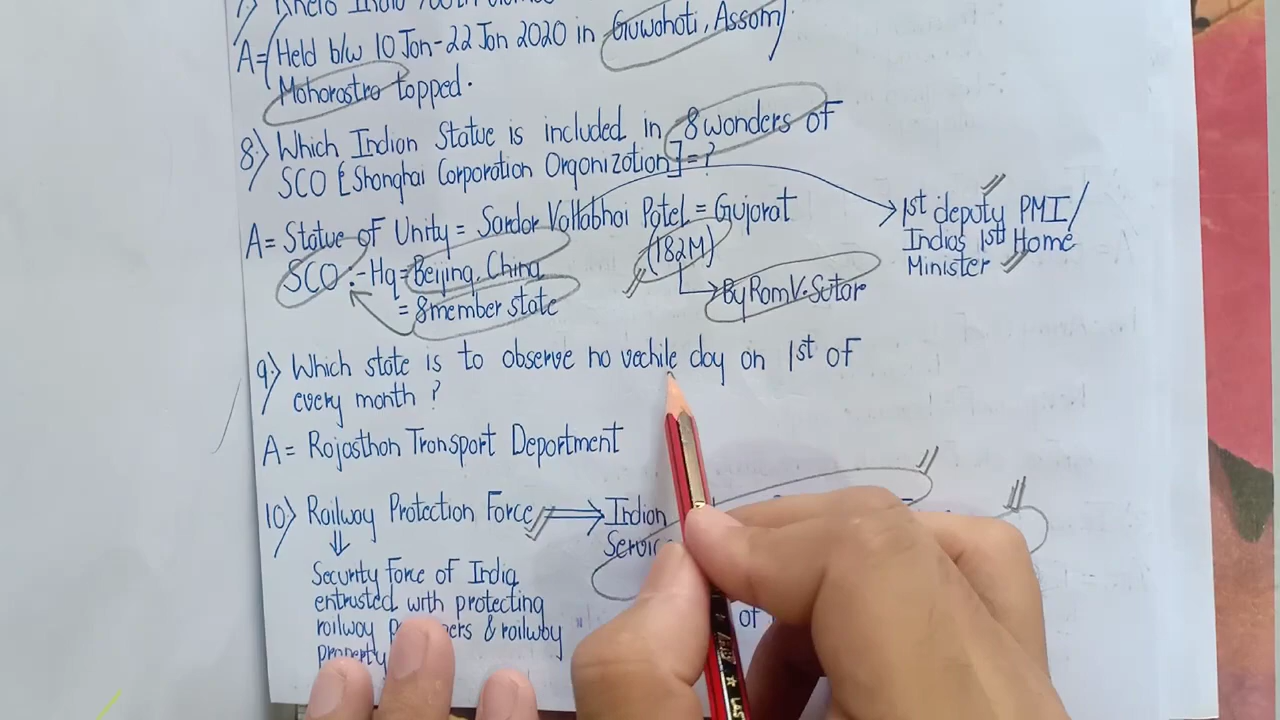 A= Held b/w 10 Jan-22 Jan 2020 in Guwahati, Assam
Maharastra topped.
8) Which Indian Statue is included in 8 wonders of
SCO [Shanghai Corporation Organization] = ?
A= Statue of Unity = Sardar Vallabhai Patel = Gujarat
(182M)
By Ram V. Sutar
1st deputy PMI/
Indias 1st Home
Minister
SCO :- Hq = Beijing, China
= 8 member state
9) Which state is to observe no vechile day on 1st of
every month ?
A = Rajasthan Transport Department
10) Railway Protection Force ⇒ Indian
Security Force of India
entrusted with protecting
railway & railway
property
of